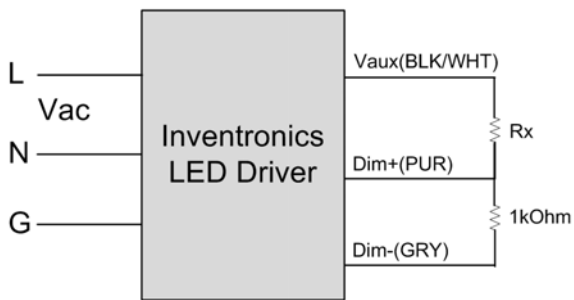 L
Vac
N
G
Inventronics
LED Driver
Vaux(BLK/WHT)
Rx
Dim+(PUR)
1kOhm
Dim-(GRY)